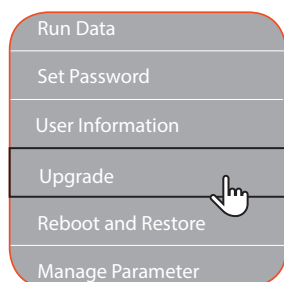 Run Data
Set Password
User Information
Upgrade
Reboot and Restore
Manage Parameter